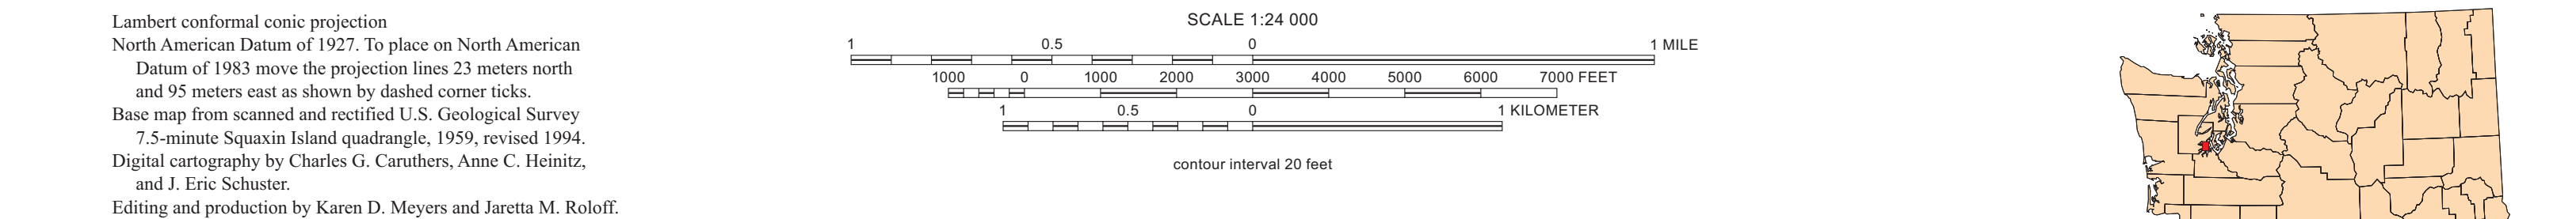 Lambert conformal conic projection
North American Datum of 1927. To place on North American
Datum of 1983 move the projection lines 23 meters north
and 95 meters east as shown by dashed corner ticks.
Base map from scanned and rectified U.S. Geological Survey
7.5-minute Squaxin Island quadrangle, 1959, revised 1994.
Digital cartography by Charles G. Caruthers, Anne C. Heinitz,
and J. Eric Schuster.
Editing and production by Karen D. Meyers and Jaretta M. Roloff.
SCALE 1:24 000
1 0.5 0 1 MILE
1000 0 1000 2000 3000 4000 5000 6000 7000 FEET
1 0.5 0 1 KILOMETER
contour interval 20 feet